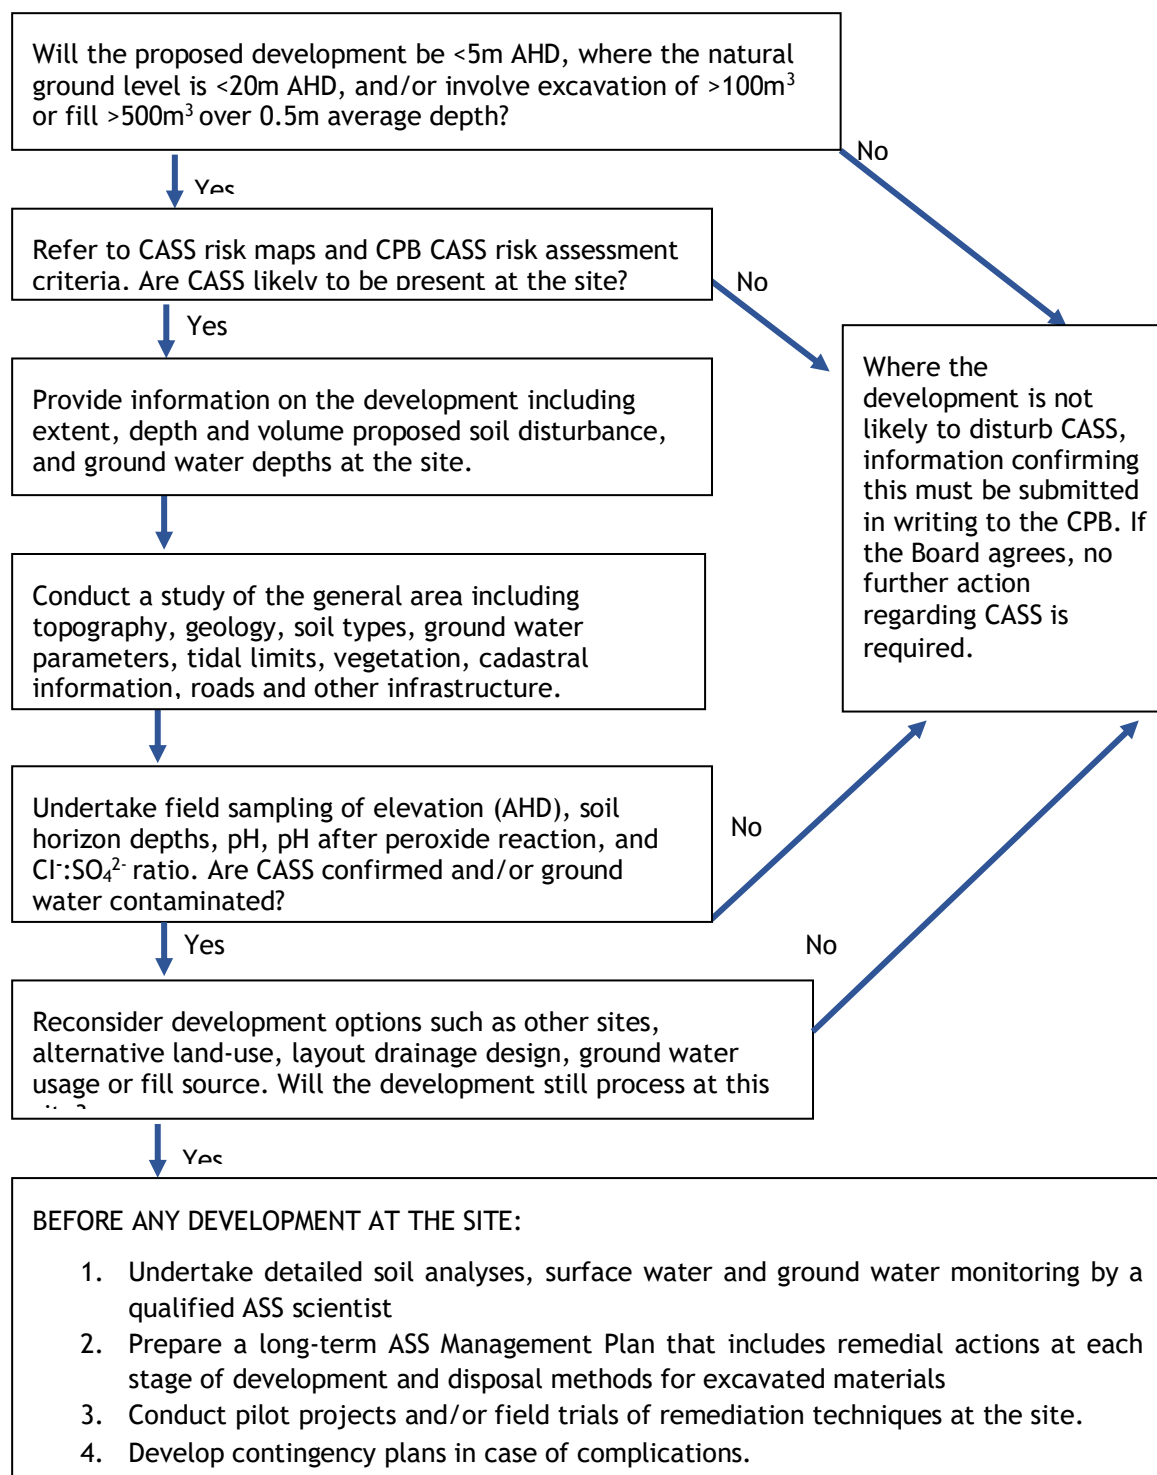 Will the proposed development be <5m AHD, where the natural
ground level is <20m AHD, and/or involve excavation of >100m³
or fill >500m³ over 0.5m average depth?
No
Yes
Refer to CASS risk maps and CPB CASS risk assessment
criteria. Are CASS likely to be present at the site?
No
Yes
Where the
development is not
likely to disturb CASS,
information confirming
this must be submitted
in writing to the CPB. If
the Board agrees, no
further action
regarding CASS is
required.
Provide information on the development including
extent, depth and volume proposed soil disturbance,
and ground water depths at the site.
Conduct a study of the general area including
topography, geology, soil types, ground water
parameters, tidal limits, vegetation, cadastral
information, roads and other infrastructure.
Undertake field sampling of elevation (AHD), soil
horizon depths, pH, pH after peroxide reaction, and
Cl⁻:SO₄²⁻ ratio. Are CASS confirmed and/or ground
water contaminated?
No
Yes
No
Reconsider development options such as other sites,
alternative land-use, layout drainage design, ground water
usage or fill source. Will the development still process at this
site?
Yes
BEFORE ANY DEVELOPMENT AT THE SITE:
1. Undertake detailed soil analyses, surface water and ground water monitoring by a
qualified ASS scientist
2. Prepare a long-term ASS Management Plan that includes remedial actions at each
stage of development and disposal methods for excavated materials
3. Conduct pilot projects and/or field trials of remediation techniques at the site.
4. Develop contingency plans in case of complications.